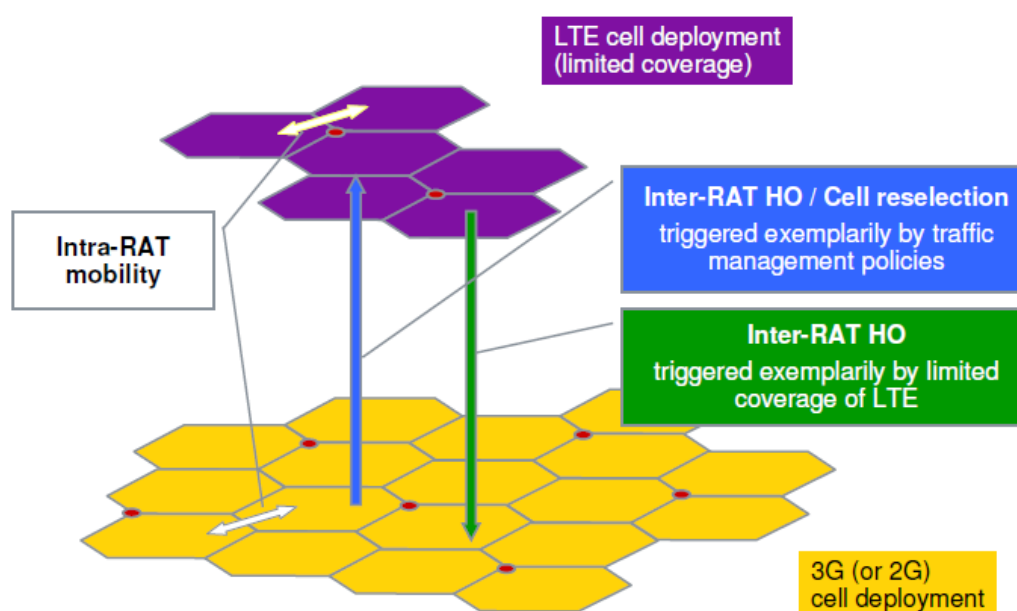 LTE cell deployment
(limited coverage)
Inter-RAT HO / Cell reselection
triggered exemplarily by traffic
management policies
Intra-RAT
mobility
Inter-RAT HO
triggered exemplarily by limited
coverage of LTE
3G (or 2G)
cell deployment